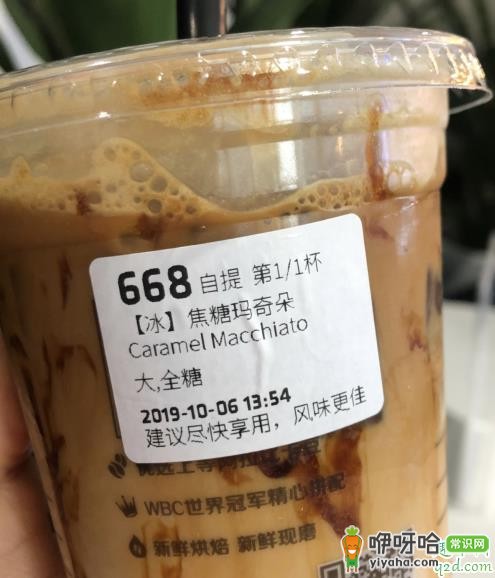 668 自提 第1/1杯
【冰】焦糖玛奇朵
Caramel Macchiato
大,全糖
2019-10-06 13:54
建议尽快享用，风味更佳
WBC世界冠军精心拼配
新鲜烘焙 新鲜现磨
咿呀哈
yiyaha.com
常识网
y2d.com